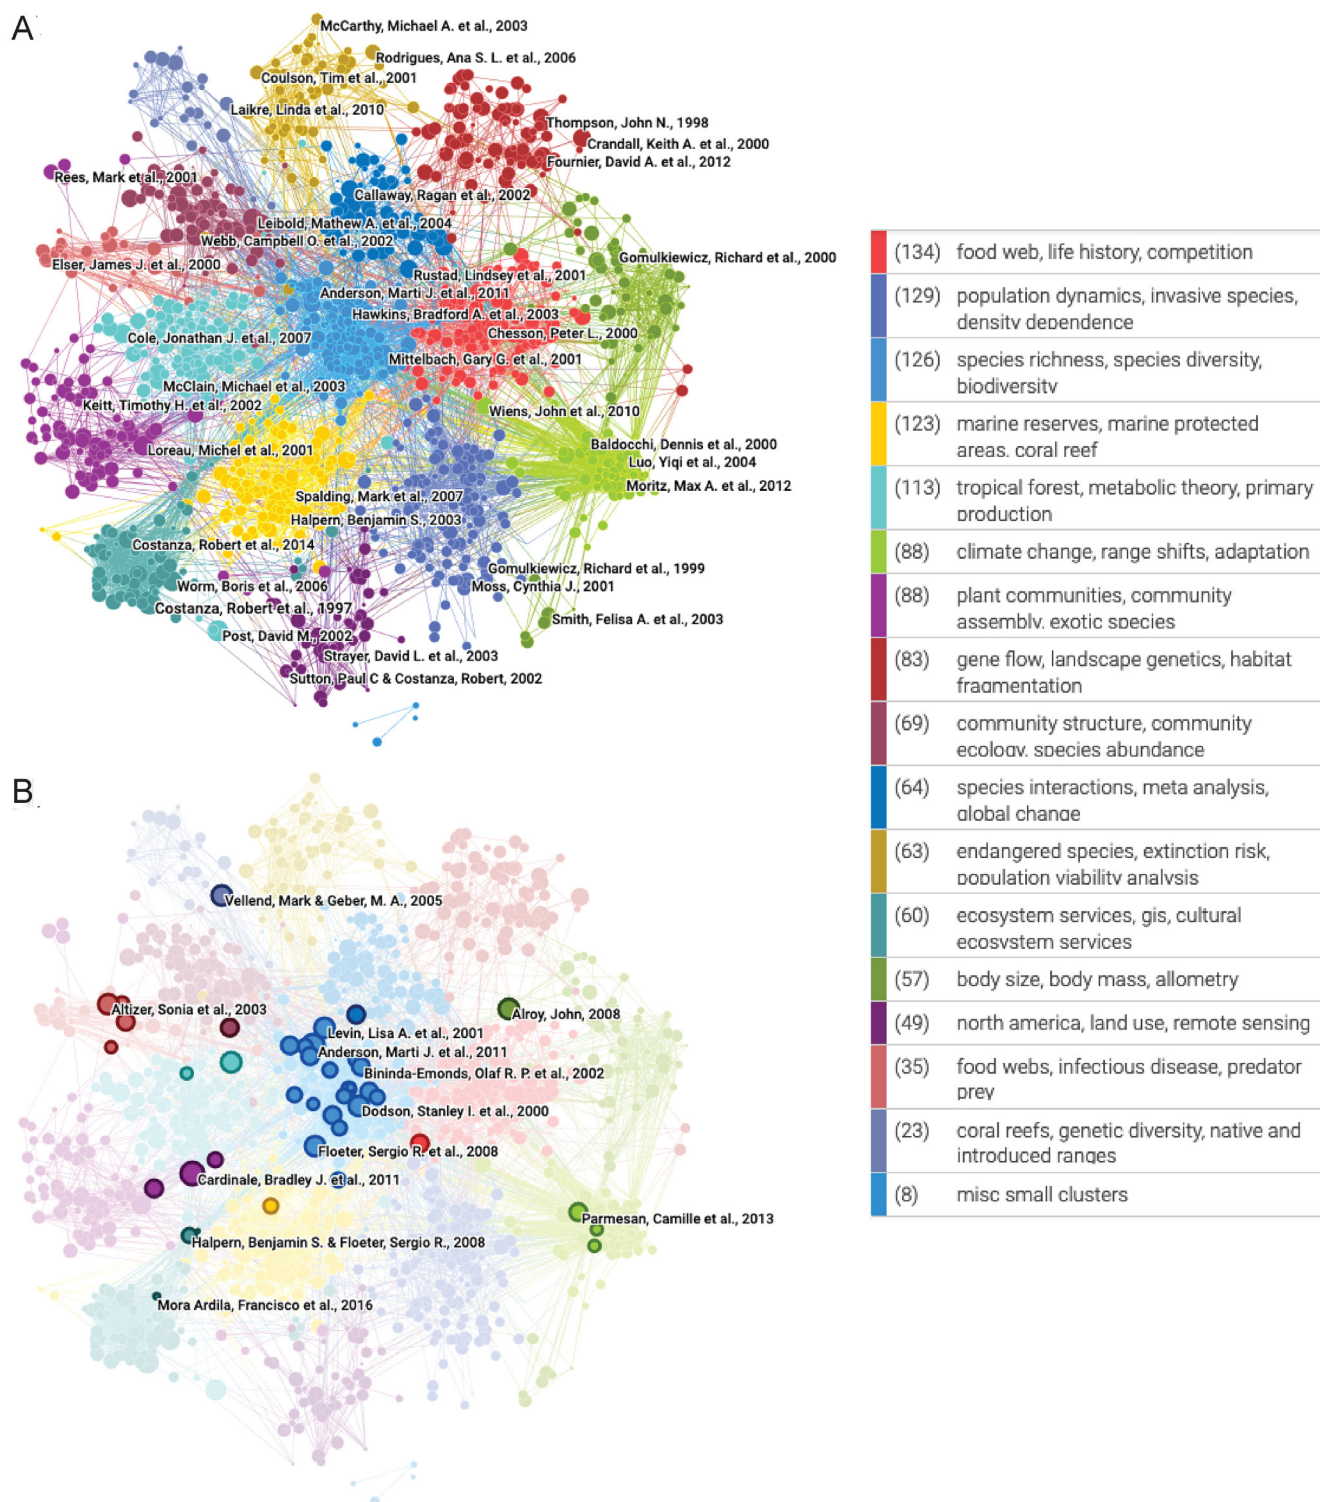 A
McCarthy, Michael A. et al., 2003
Rodrigues, Ana S. L. et al., 2006
Coulson, Tim et al., 2001
Laikre, Linda et al., 2010
Thompson, John N., 1998
Crandall, Keith A. et al., 2000
Fournier, David A. et al., 2012
Rees, Mark et al., 2001
Callaway, Ragan et al., 2002
Leibold, Mathew A. et al., 2004
Webb, Campbell O. et al., 2002
Gomulkiewicz, Richard et al., 2000
Elser, James J. et al., 2000
Rustad, Lindsey et al., 2001
Anderson, Marti J. et al., 2011
Hawkins, Bradford A. et al., 2003
Chesson, Peter L., 2000
Cole, Jonathan J. et al., 2007
Mittelbach, Gary G. et al., 2001
McClain, Michael et al., 2003
Keitt, Timothy H. et al., 2002
Wiens, John et al., 2010
Loreau, Michel et al., 2001
Baldocchi, Dennis et al., 2000
Luo, Yiqi et al., 2004
Moritz, Max A. et al., 2012
Spalding, Mark et al., 2007
Halpern, Benjamin S., 2003
Costanza, Robert et al., 2014
Gomulkiewicz, Richard et al., 1999
Worm, Boris et al., 2006
Moss, Cynthia J., 2001
Costanza, Robert et al., 1997
Smith, Felisa A. et al., 2003
Post, David M., 2002
Strayer, David L. et al., 2003
Sutton, Paul C & Costanza, Robert, 2002
(134) food web, life history, competition
(129) population dynamics, invasive species,
density dependence
(126) species richness, species diversity,
biodiversity
(123) marine reserves, marine protected
areas, coral reef
(113) tropical forest, metabolic theory, primary
production
(88) climate change, range shifts, adaptation
(88) plant communities, community
assembly, exotic species
(83) gene flow, landscape genetics, habitat
fragmentation
(69) community structure, community
ecology, species abundance
(64) species interactions, meta analysis,
global change
(63) endangered species, extinction risk,
population viability analysis
(60) ecosystem services, gis, cultural
ecosystem services
(57) body size, body mass, allometry
(49) north america, land use, remote sensing
(35) food webs, infectious disease, predator
prey
(23) coral reefs, genetic diversity, native and
introduced ranges
(8) misc small clusters
B
Vellend, Mark & Geber, M. A., 2005
Altizer, Sonia et al., 2003
Alroy, John, 2008
Levin, Lisa A. et al., 2001
Anderson, Marti J. et al., 2011
Bininda-Emonds, Olaf R. P. et al., 2002
Dodson, Stanley I. et al., 2000
Floeter, Sergio R. et al., 2008
Cardinale, Bradley J. et al., 2011
Parmesan, Camille et al., 2013
Halpern, Benjamin S. & Floeter, Sergio R., 2008
Mora Ardila, Francisco et al., 2016